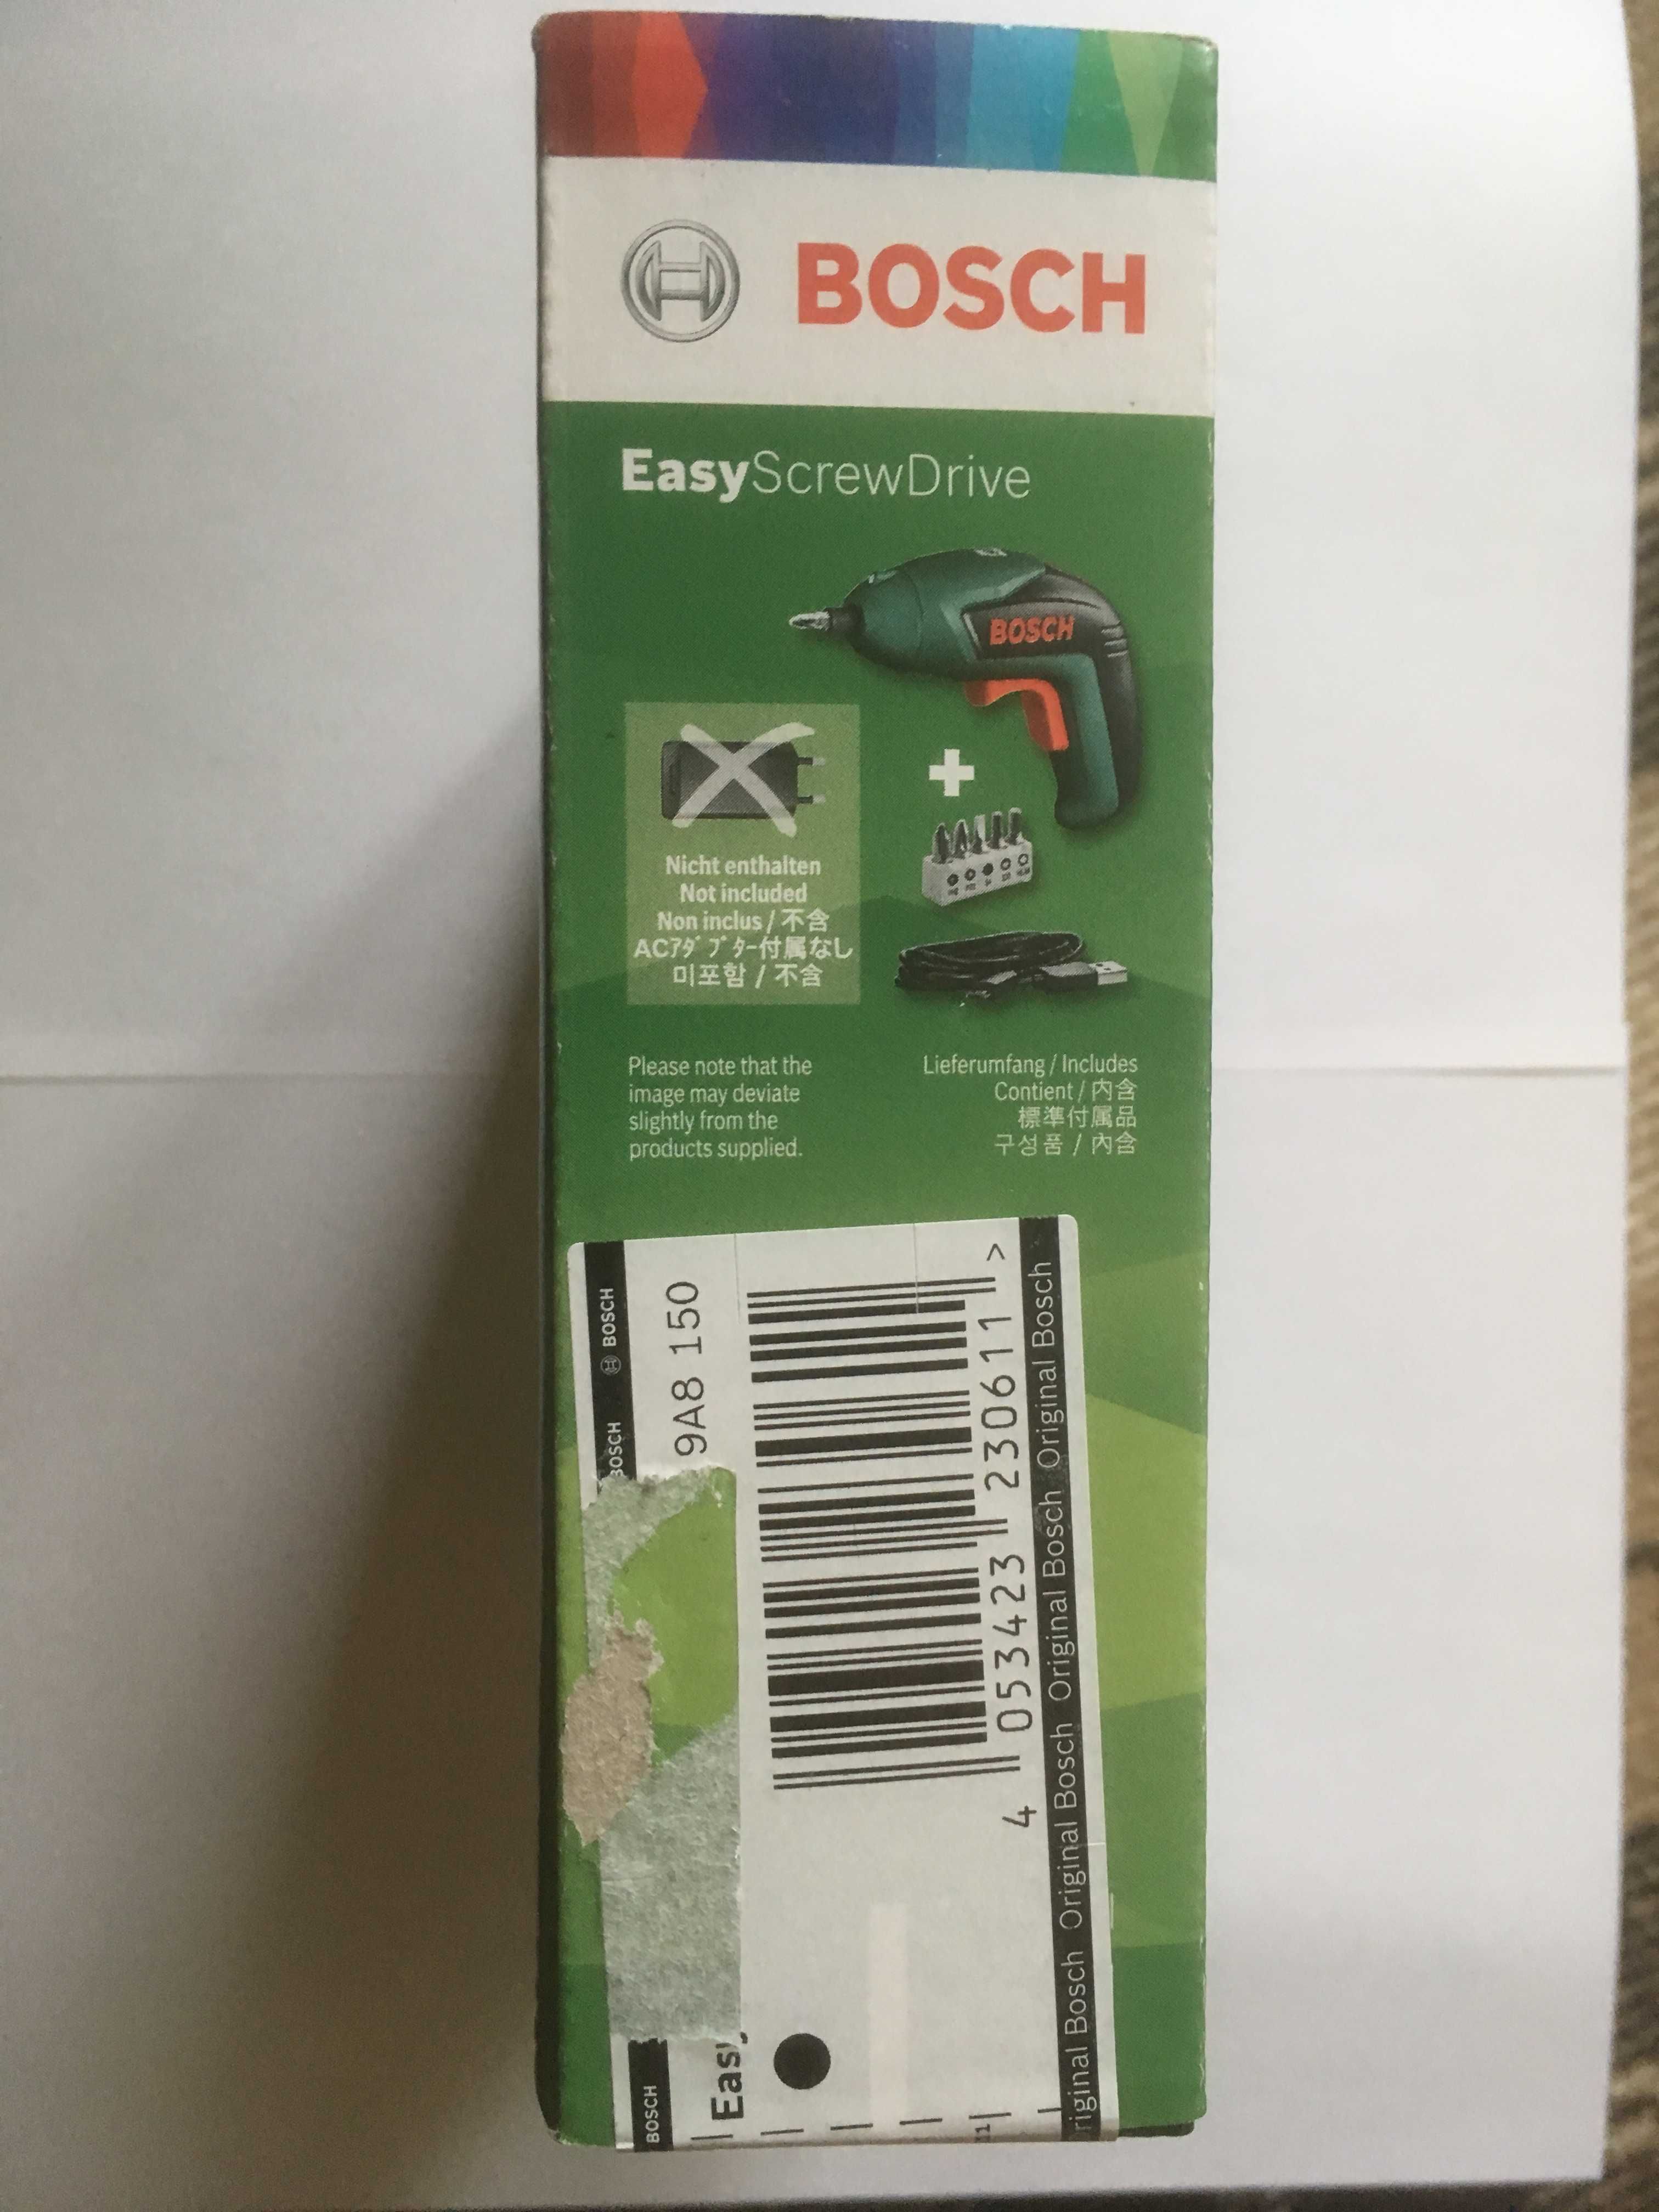 BOSCH
EasyScrewDrive
BOSCH
Nicht enthalten
Not included
Non inclus / 不含
ACアダプター付属なし
미포함 / 不含
Please note that the
image may deviate
slightly from the
products supplied.
Lieferumfang / Includes
Contient / 内含
標準付属品
구성품 / 內含
BOSCH BOSCH BOSCH
9A8 150
Easy
4 053423 230611 >
riginal Bosch Original Bosch Original Bosch Original Bosch Original Bosch